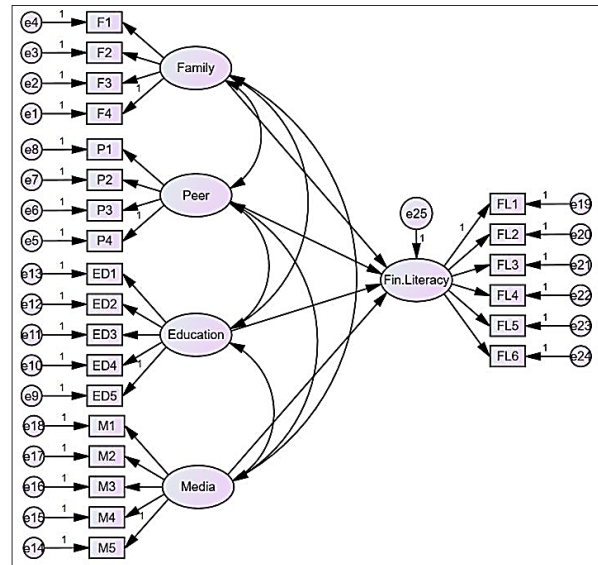 e4 1 F1
e3 1 F2
e2 1 F3
e1 1 F4
1
Family
e8 1 P1
e7 1 P2
e6 1 P3
e5 1 P4
1
Peer
e13 1 ED1
e12 1 ED2
e11 1 ED3
e10 1 ED4
e9 1 ED5
1
Education
e18 1 M1
e17 1 M2
e16 1 M3
e15 1 M4
e14 1 M5
1
Media
e25
1
Fin.Literacy
1
FL1 1 e19
FL2 1 e20
FL3 1 e21
FL4 1 e22
FL5 1 e23
FL6 1 e24